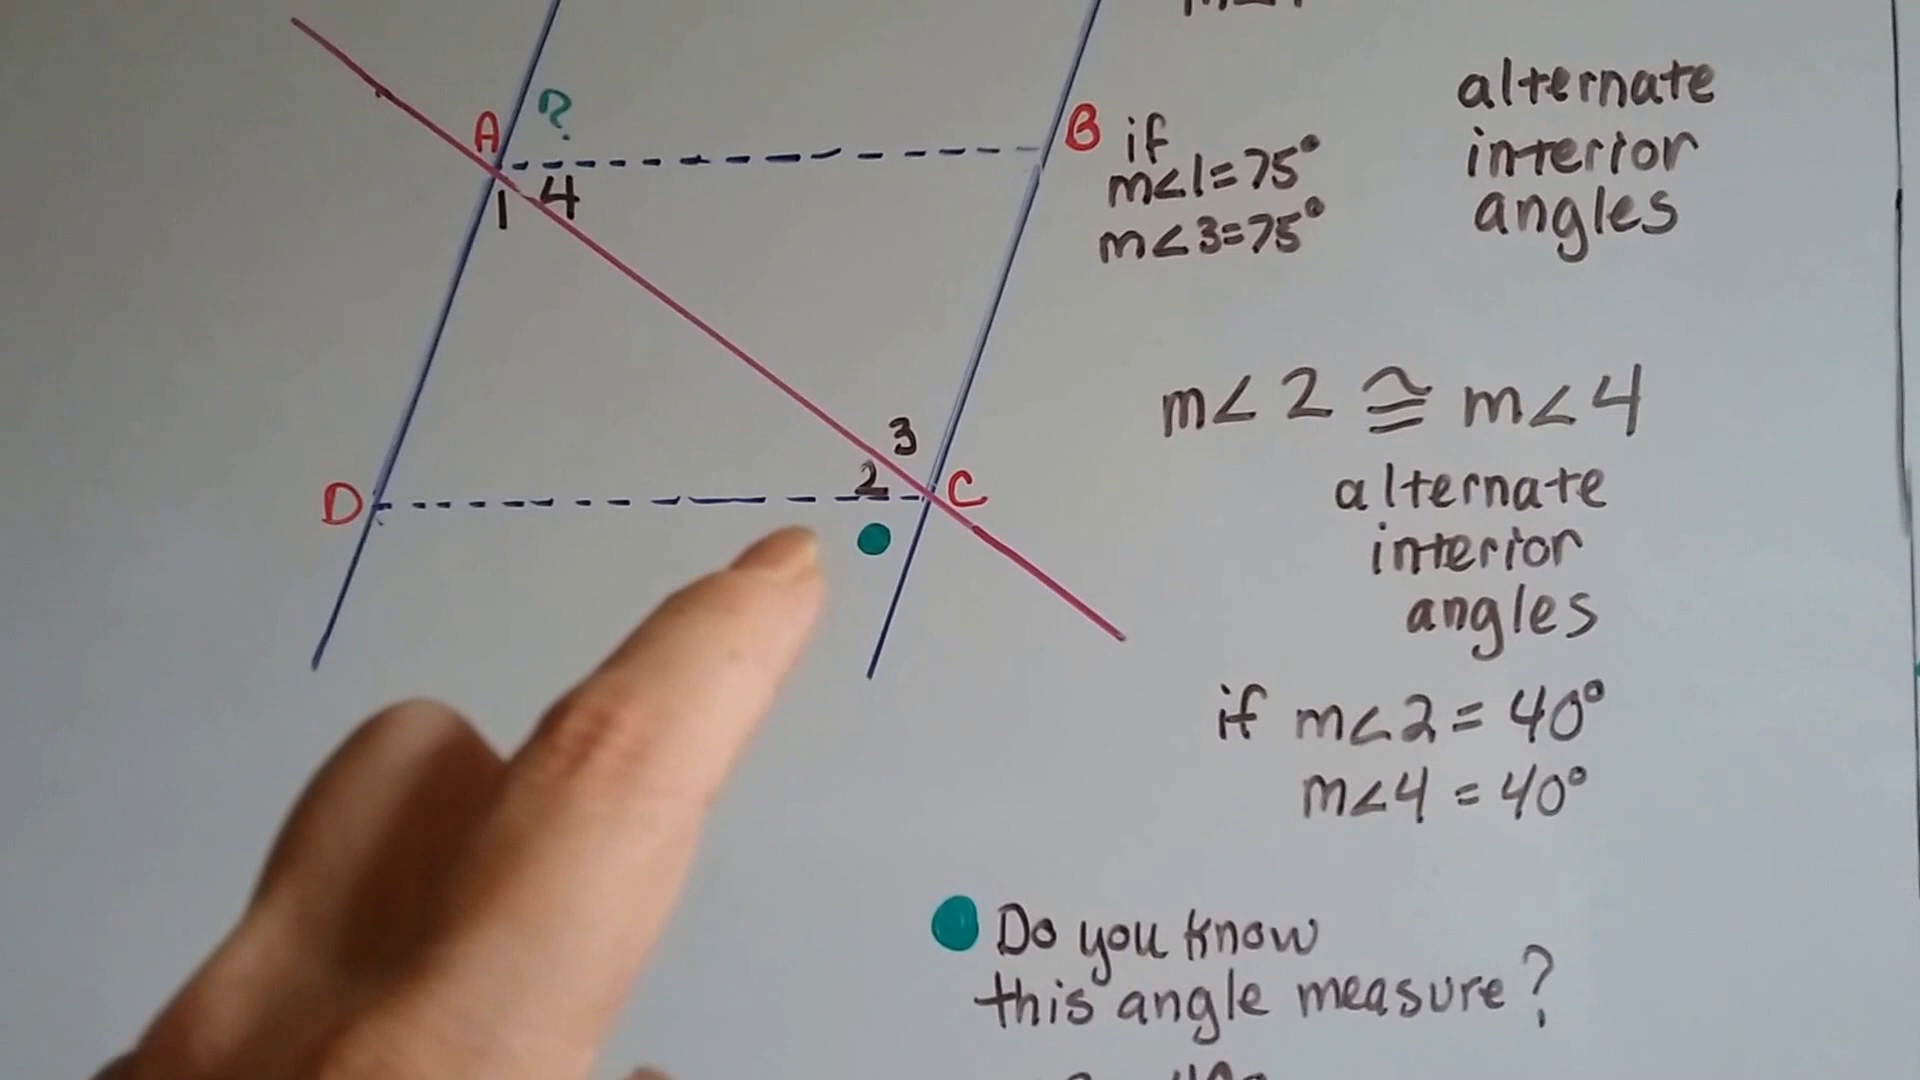 A
?
B
1
4
3
2
D
C
if
m∠1=75°
m∠3=75°
alternate
interior
angles
m∠2 ≅ m∠4
alternate
interior
angles
if m∠2 = 40°
m∠4 = 40°
Do you know
this angle measure?